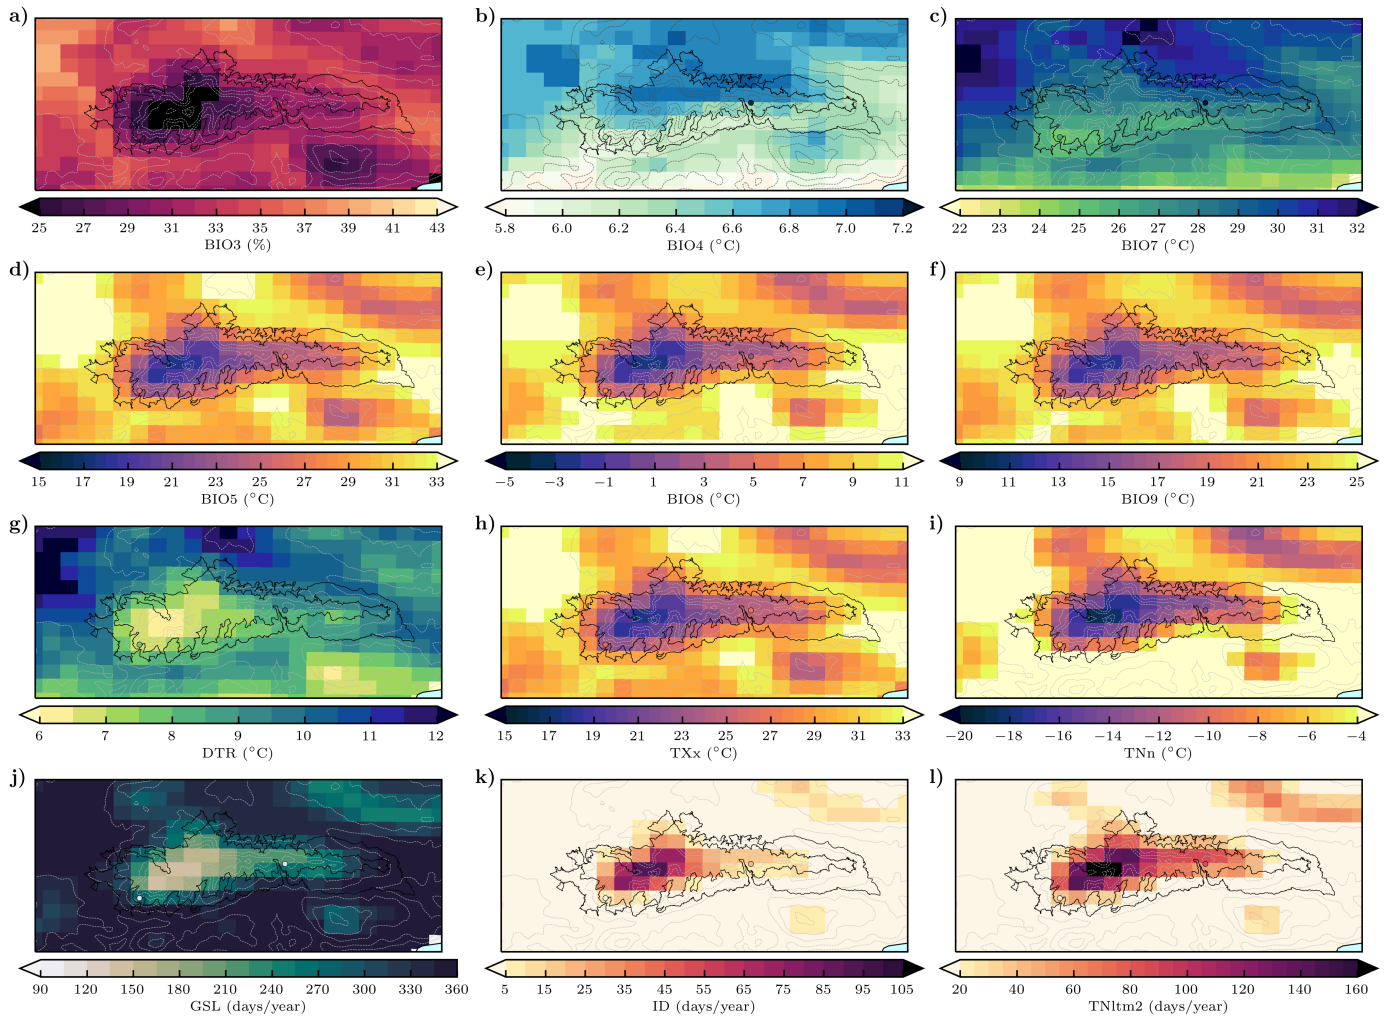 a) b) c)
25 27 29 31 33 35 37 39 41 43
BIO3 (%)
5.8 6.0 6.2 6.4 6.6 6.8 7.0 7.2
BIO4 (°C)
22 23 24 25 26 27 28 29 30 31 32
BIO7 (°C)
d) e) f)
15 17 19 21 23 25 27 29 31 33
BIO5 (°C)
−5 −3 −1 1 3 5 7 9 11
BIO8 (°C)
9 11 13 15 17 19 21 23 25
BIO9 (°C)
g) h) i)
6 7 8 9 10 11 12
DTR (°C)
15 17 19 21 23 25 27 29 31 33
TXx (°C)
−20 −18 −16 −14 −12 −10 −8 −6 −4
TNn (°C)
j) k) l)
90 120 150 180 210 240 270 300 330 360
GSL (days/year)
5 15 25 35 45 55 65 75 85 95 105
ID (days/year)
20 40 60 80 100 120 140 160
TNltm2 (days/year)